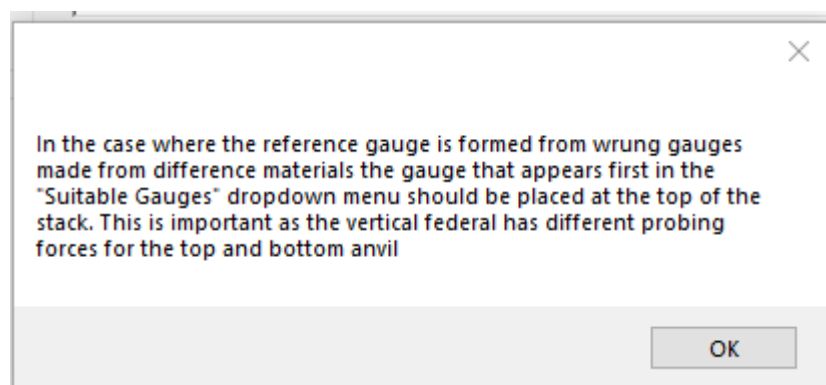 In the case where the reference gauge is formed from wrung gauges
made from difference materials the gauge that appears first in the
"Suitable Gauges" dropdown menu should be placed at the top of the
stack. This is important as the vertical federal has different probing
forces for the top and bottom anvil
OK